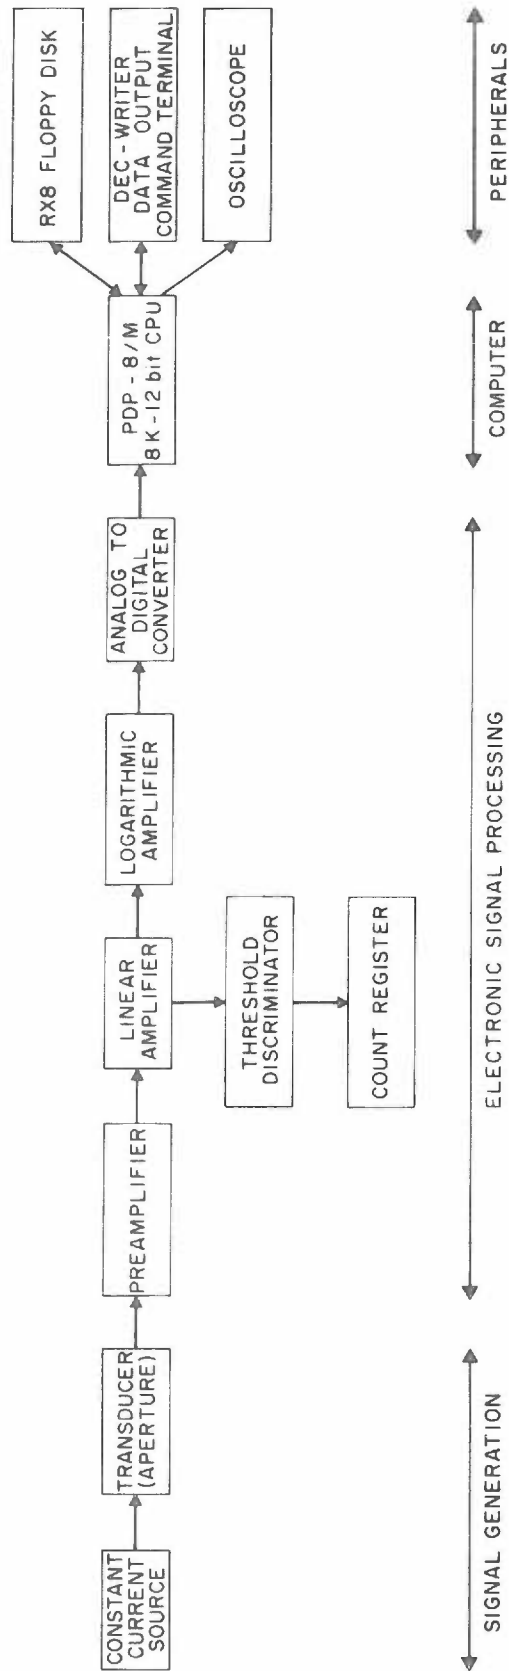 CONSTANT
CURRENT
SOURCE
TRANSDUCER
(APERTURE)
PREAMPLIFIER
LINEAR
AMPLIFIER
THRESHOLD
DISCRIMINATOR
COUNT REGISTER
LOGARITHMIC
AMPLIFIER
ANALOG TO
DIGITAL
CONVERTER
PDP - 8/M
8K-12 bit CPU
RX8 FLOPPY DISK
DEC-WRITER
DATA OUTPUT
COMMAND TERMINAL
OSCILLOSCOPE
SIGNAL GENERATION
ELECTRONIC SIGNAL PROCESSING
COMPUTER
PERIPHERALS